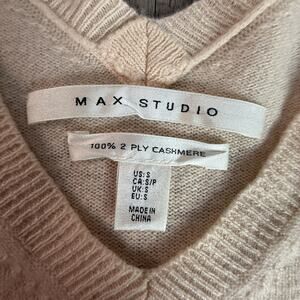 MAX STUDIO
100% 2 PLY CASHMERE
US:S
CA:S/P
UK:S
EU:S
MADE IN
CHINA